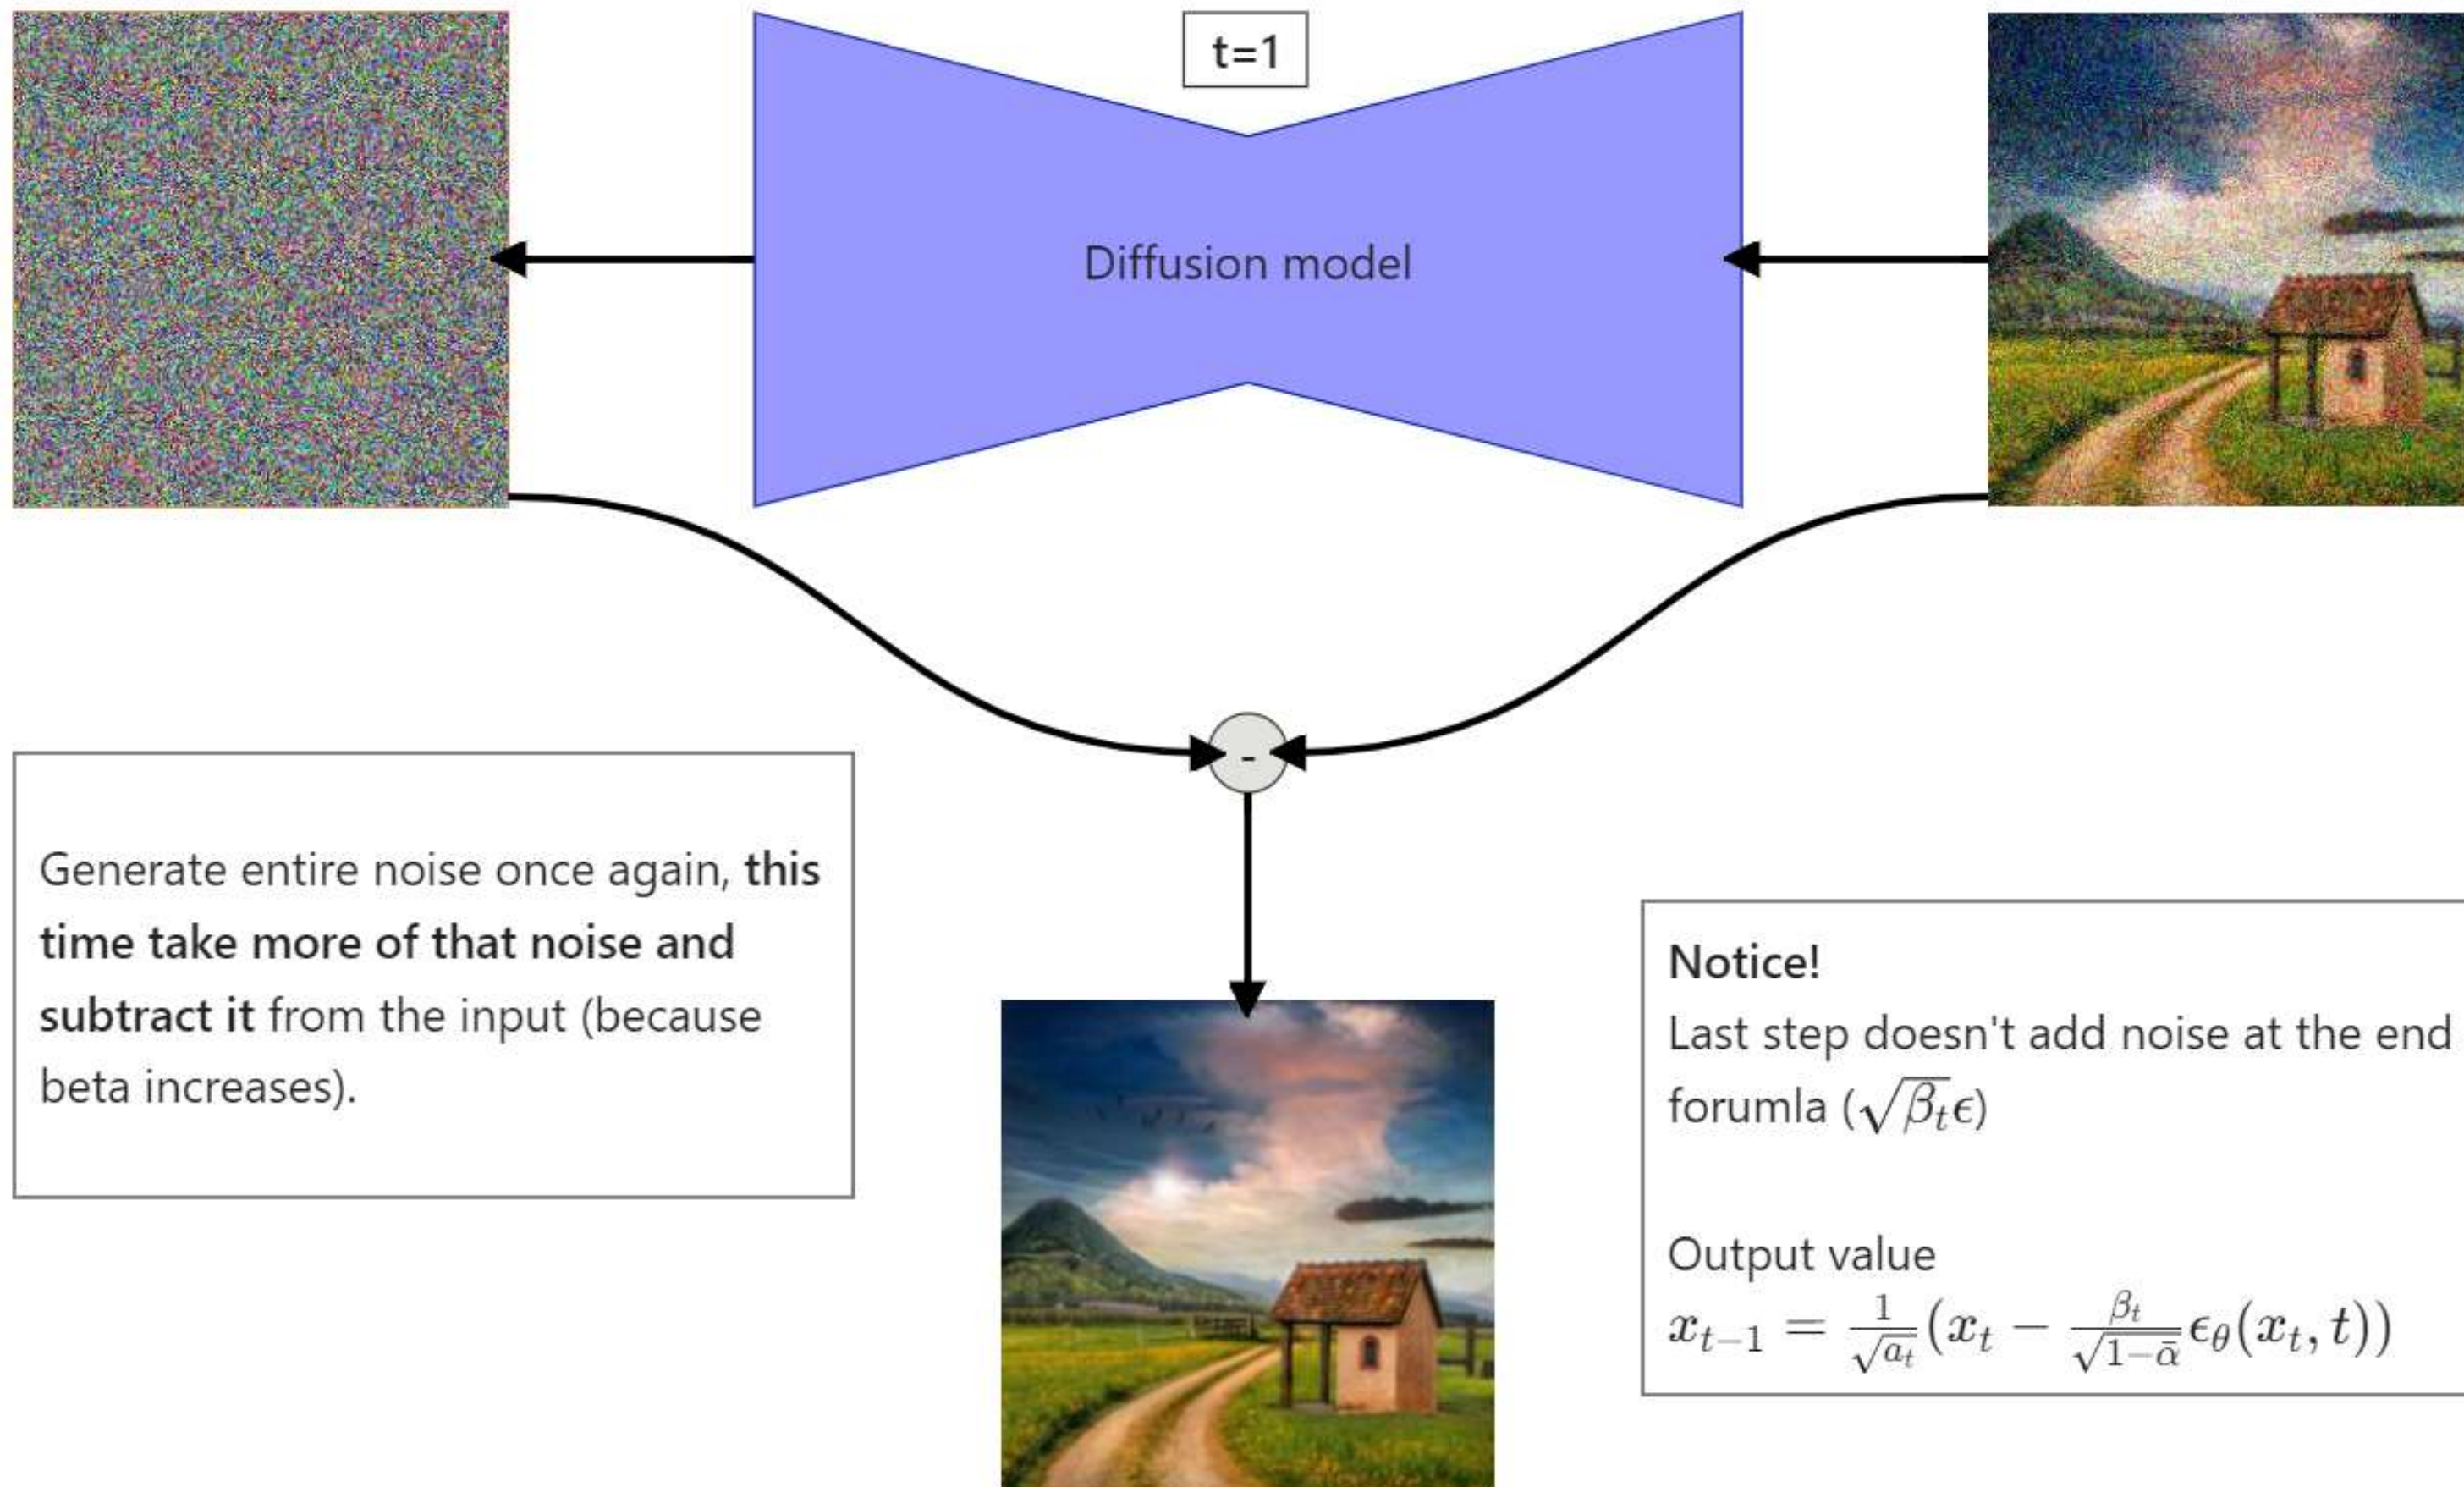 t=1
Diffusion model
-
Generate entire noise once again, this
time take more of that noise and
subtract it from the input (because
beta increases).
Notice!
Last step doesn't add noise at the end
forumla (√β_t ϵ)
Output value
x_{t−1} = 1/√a_t (x_t − β_t/√(1−ᾱ) ϵ_θ(x_t, t))